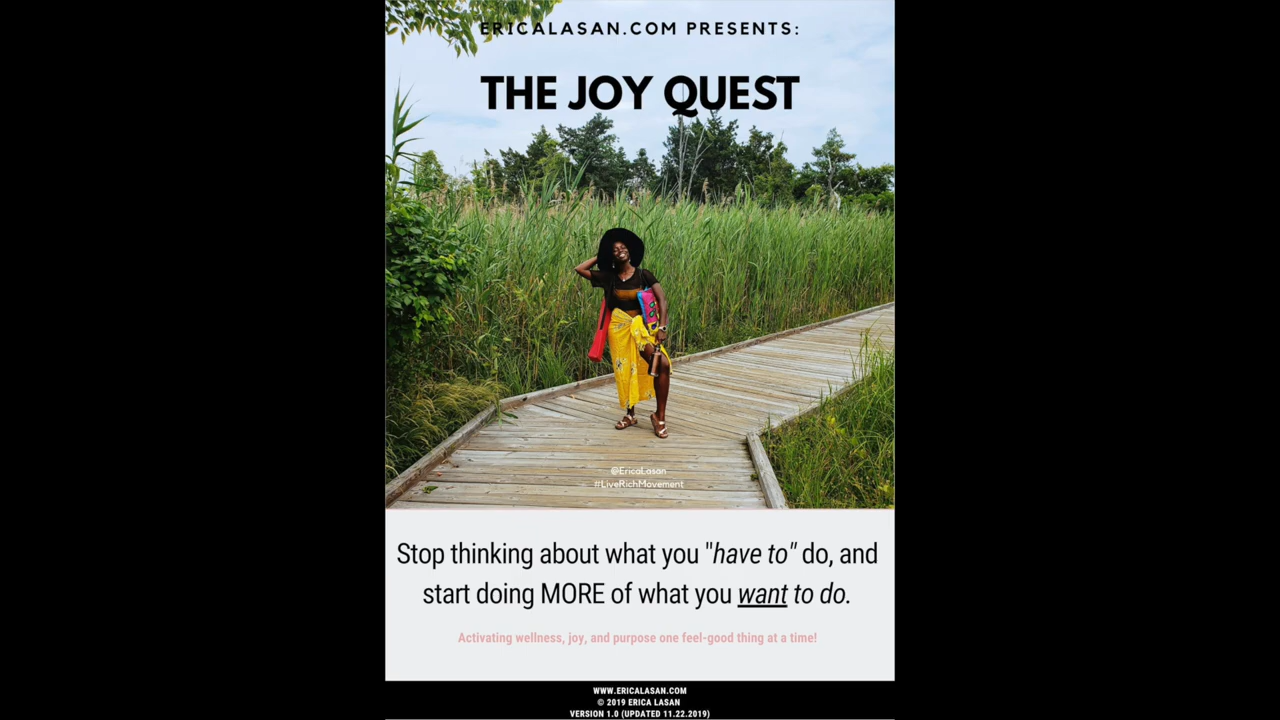 ERICALASAN.COM PRESENTS:
THE JOY QUEST
@EricaLasan
#LiveRichMovement
Stop thinking about what you "have to" do, and
start doing MORE of what you want to do.
Activating wellness, joy, and purpose one feel-good thing at a time!
WWW.ERICALASAN.COM
© 2019 ERICA LASAN
VERSION 1.0 (UPDATED 11.22.2019)